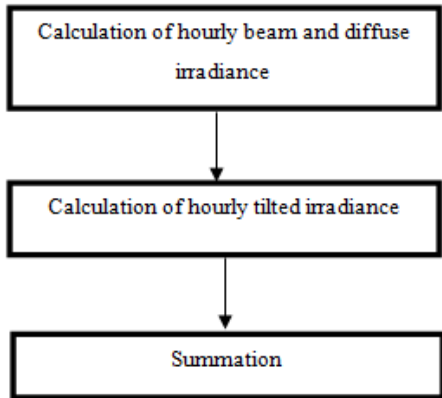 Calculation of hourly beam and diffuse
irradiance
Calculation of hourly tilted irradiance
Summation